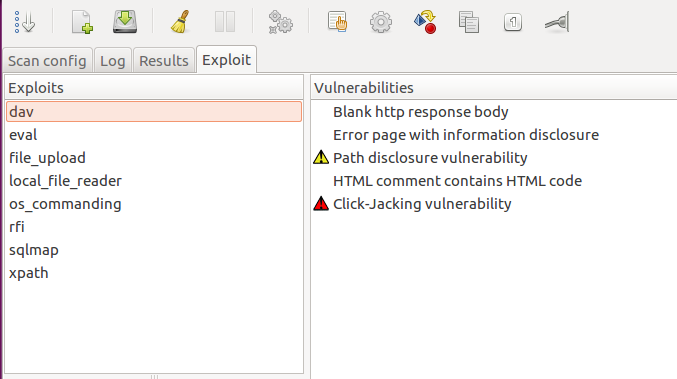 1
Scan config Log Results Exploit
Exploits
dav
eval
file_upload
local_file_reader
os_commanding
rfi
sqlmap
xpath
Vulnerabilities
Blank http response body
Error page with information disclosure
Path disclosure vulnerability
HTML comment contains HTML code
Click-Jacking vulnerability